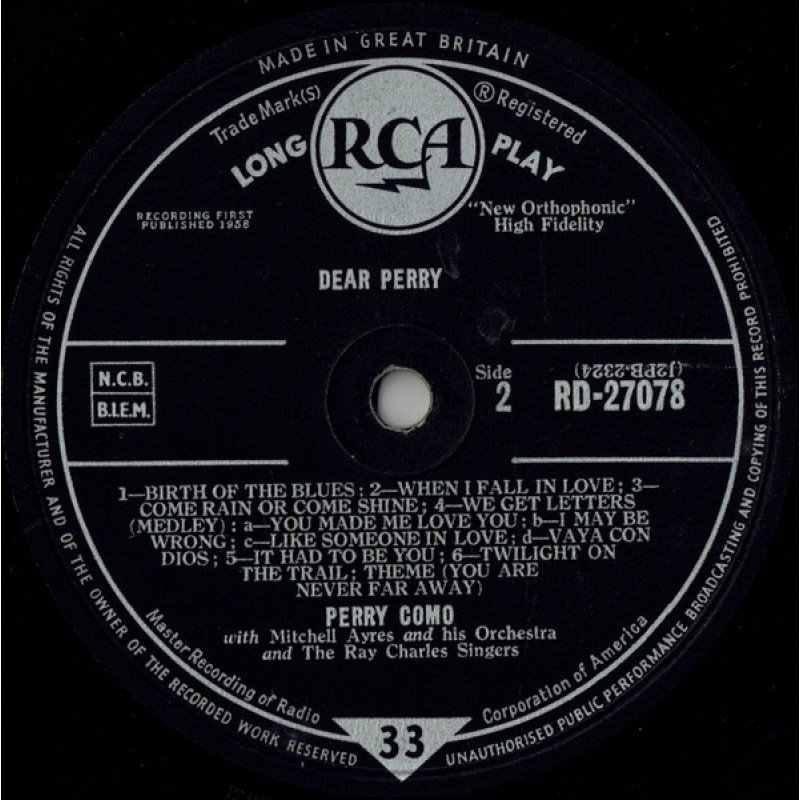 MADE IN GREAT BRITAIN
TradeMark(s) ® Registered
LONG RCA PLAY
RECORDING FIRST
PUBLISHED 1958
"New Orthophonic"
High Fidelity
DEAR PERRY
N.C.B.
B.I.E.M.
Side
2
(J2PB-2324)
RD-27078
1—BIRTH OF THE BLUES; 2—WHEN I FALL IN LOVE; 3—
COME RAIN OR COME SHINE; 4—WE GET LETTERS
(MEDLEY): a—YOU MADE ME LOVE YOU; b—I MAY BE
WRONG; c—LIKE SOMEONE IN LOVE; d—VAYA CON
DIOS; 5—IT HAD TO BE YOU; 6—TWILIGHT ON
THE TRAIL; THEME (YOU ARE
NEVER FAR AWAY)
PERRY COMO
with Mitchell Ayres and his Orchestra
and The Ray Charles Singers
Master Recording of Radio Corporation of America
33
ALL RIGHTS OF THE MANUFACTURER AND OF THE OWNER OF THE RECORDED WORK RESERVED
UNAUTHORISED PUBLIC PERFORMANCE BROADCASTING AND COPYING OF THIS RECORD PROHIBITED